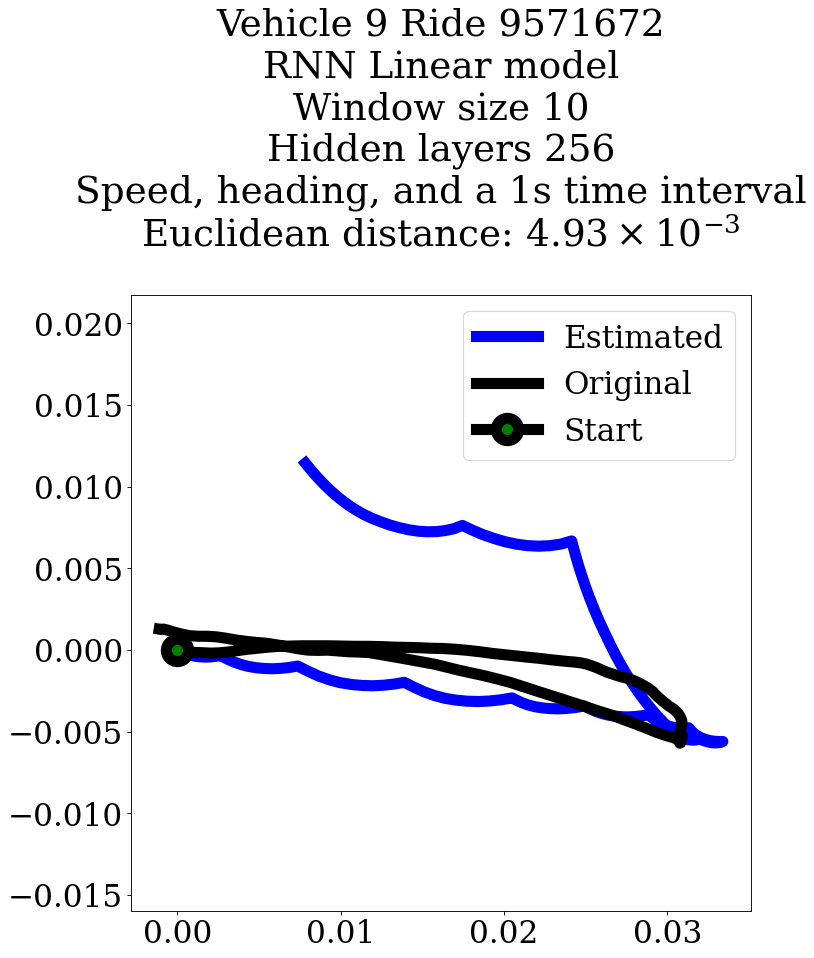 Vehicle 9 Ride 9571672
RNN Linear model
Window size 10
Hidden layers 256
Speed, heading, and a 1s time interval
Euclidean distance: 4.93 × 10⁻³
Estimated
Original
Start
0.020
0.015
0.010
0.005
0.000
−0.005
−0.010
−0.015
0.00 0.01 0.02 0.03